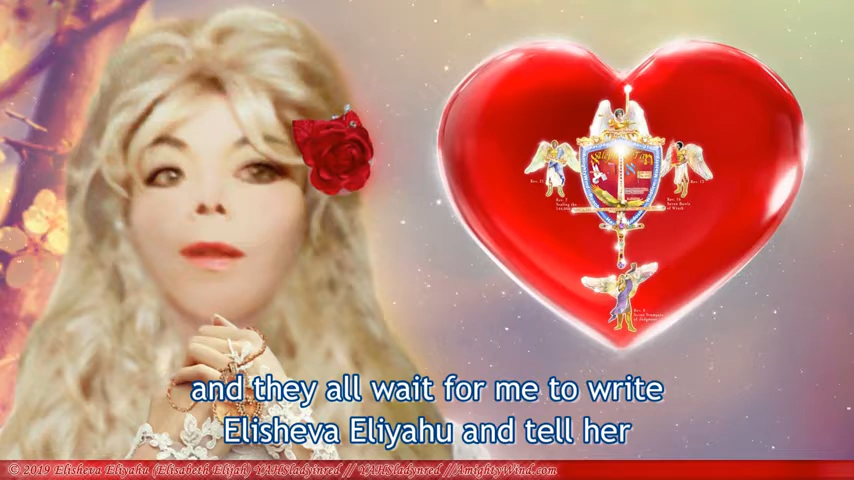 and they all wait for me to write
Elisheva Eliyahu and tell her
© 2019 Elisheva Eliyahu (Elisabeth Elijah) YAHSladyinred // YAHSladynred //AmightyWind.com